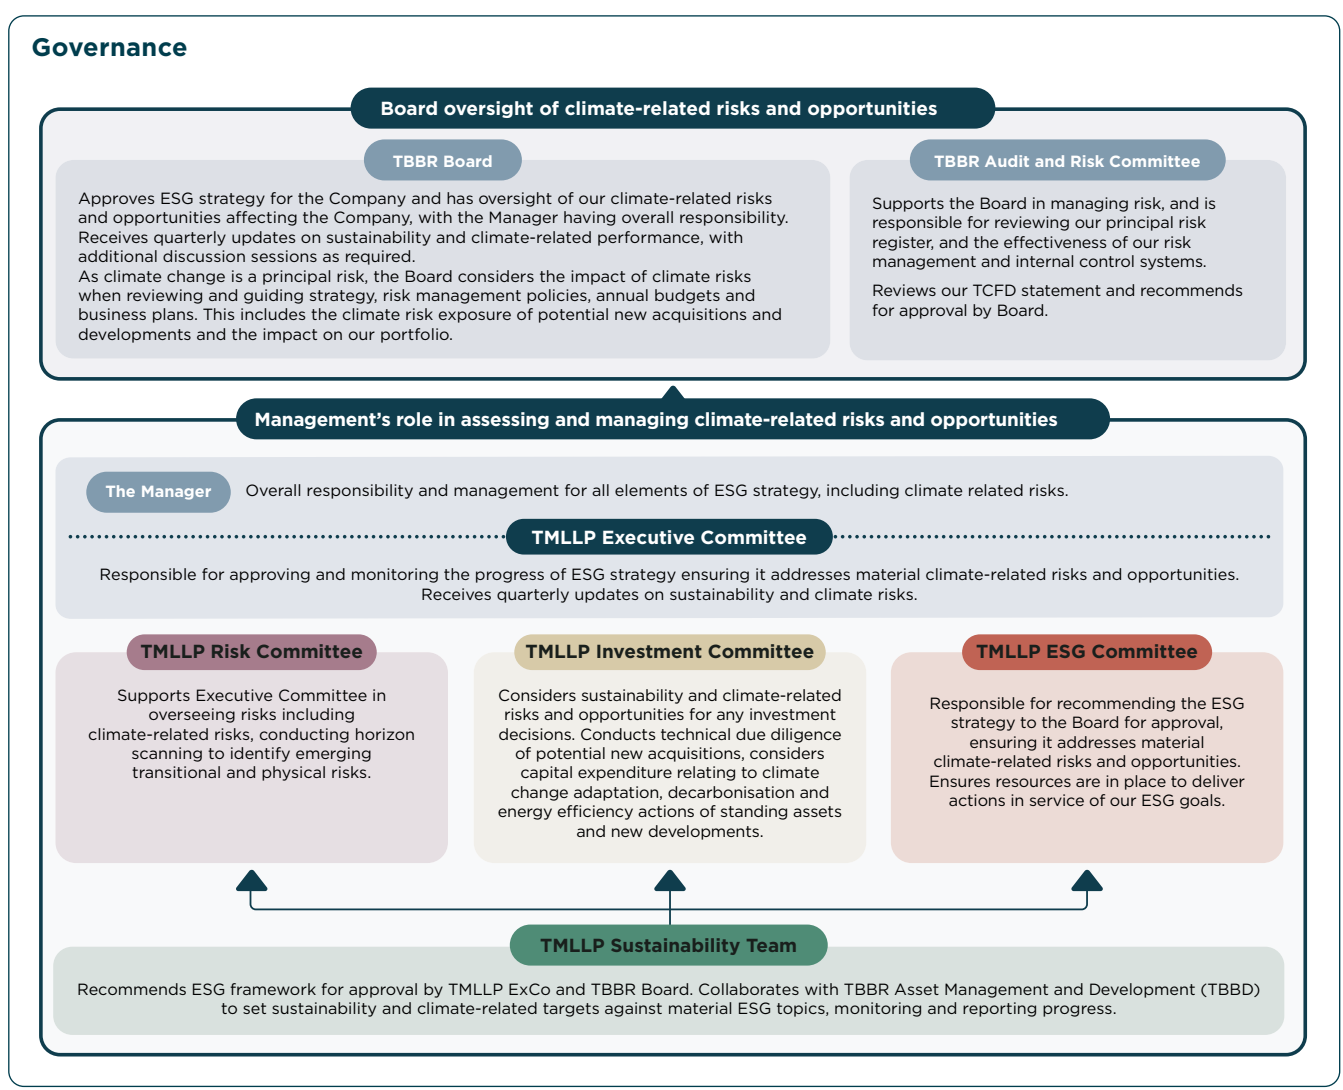 Governance
Board oversight of climate-related risks and opportunities
TBBR Board
Approves ESG strategy for the Company and has oversight of our climate-related risks
and opportunities affecting the Company, with the Manager having overall responsibility.
Receives quarterly updates on sustainability and climate-related performance, with
additional discussion sessions as required.
As climate change is a principal risk, the Board considers the impact of climate risks
when reviewing and guiding strategy, risk management policies, annual budgets and
business plans. This includes the climate risk exposure of potential new acquisitions and
developments and the impact on our portfolio.
TBBR Audit and Risk Committee
Supports the Board in managing risk, and is
responsible for reviewing our principal risk
register, and the effectiveness of our risk
management and internal control systems.
Reviews our TCFD statement and recommends
for approval by Board.
Management’s role in assessing and managing climate-related risks and opportunities
The Manager
Overall responsibility and management for all elements of ESG strategy, including climate related risks.
TMLLP Executive Committee
Responsible for approving and monitoring the progress of ESG strategy ensuring it addresses material climate-related risks and opportunities.
Receives quarterly updates on sustainability and climate risks.
TMLLP Risk Committee
Supports Executive Committee in
overseeing risks including
climate-related risks, conducting horizon
scanning to identify emerging
transitional and physical risks.
TMLLP Investment Committee
Considers sustainability and climate-related
risks and opportunities for any investment
decisions. Conducts technical due diligence
of potential new acquisitions, considers
capital expenditure relating to climate
change adaptation, decarbonisation and
energy efficiency actions of standing assets
and new developments.
TMLLP ESG Committee
Responsible for recommending the ESG
strategy to the Board for approval,
ensuring it addresses material
climate-related risks and opportunities.
Ensures resources are in place to deliver
actions in service of our ESG goals.
TMLLP Sustainability Team
Recommends ESG framework for approval by TMLLP ExCo and TBBR Board. Collaborates with TBBR Asset Management and Development (TBBD)
to set sustainability and climate-related targets against material ESG topics, monitoring and reporting progress.